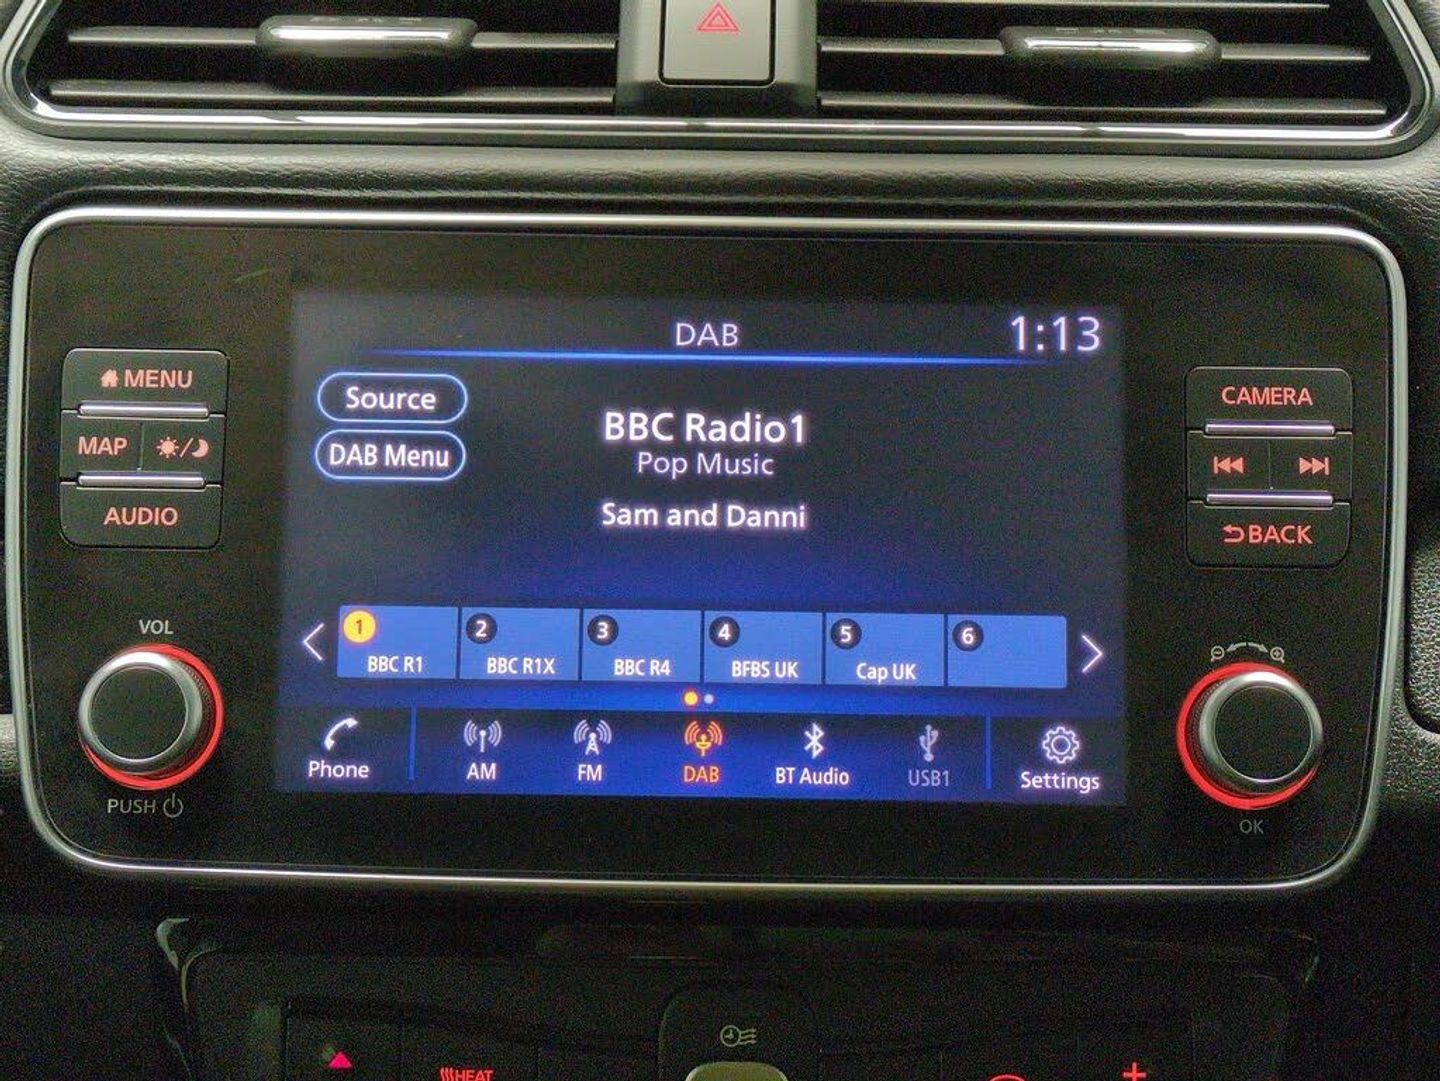 DAB
1:13
Source
BBC Radio1
DAB Menu
Pop Music
Sam and Danni
MENU
MAP
AUDIO
VOL
PUSH
CAMERA
BACK
OK
1
2
3
4
5
6
BBC R1
BBC R1X
BBC R4
BFBS UK
Cap UK
Phone
AM
FM
DAB
BT Audio
USB1
Settings
HEAT